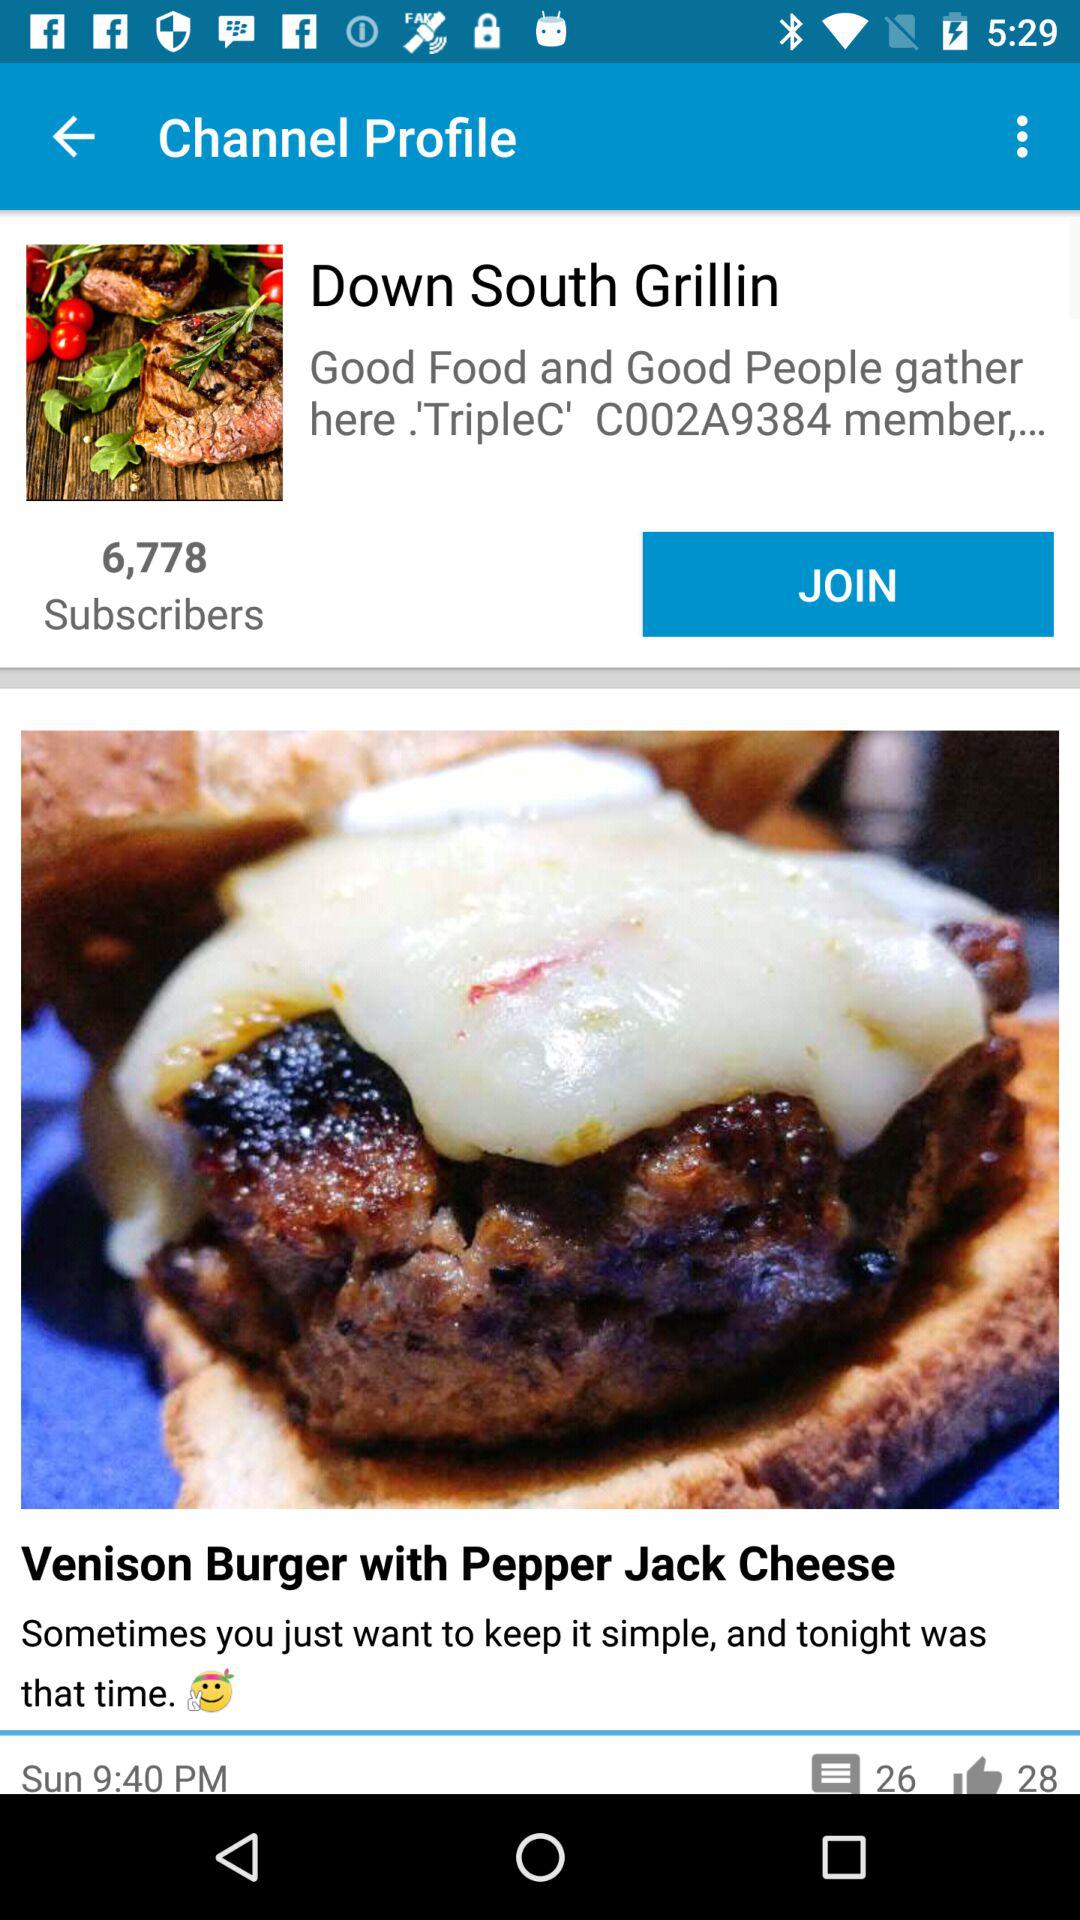 FAKE
5:29
Channel Profile
Down South Grillin
Good Food and Good People gather
here .'TripleC'  C002A9384 member,...
6,778
Subscribers
JOIN
Venison Burger with Pepper Jack Cheese
Sometimes you just want to keep it simple, and tonight was
that time.
Sun 9:40 PM 26 28